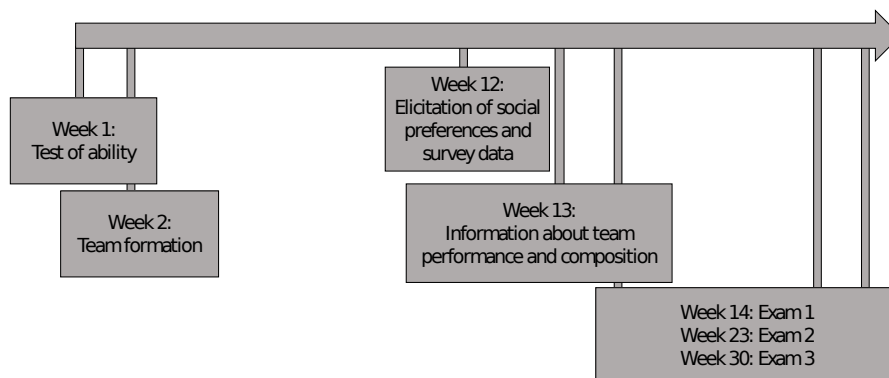 Week 1:
Test of ability
Week 2:
Team formation
Week 12:
Elicitation of social
preferences and
survey data
Week 13:
Information about team
performance and composition
Week 14: Exam 1
Week 23: Exam 2
Week 30: Exam 3